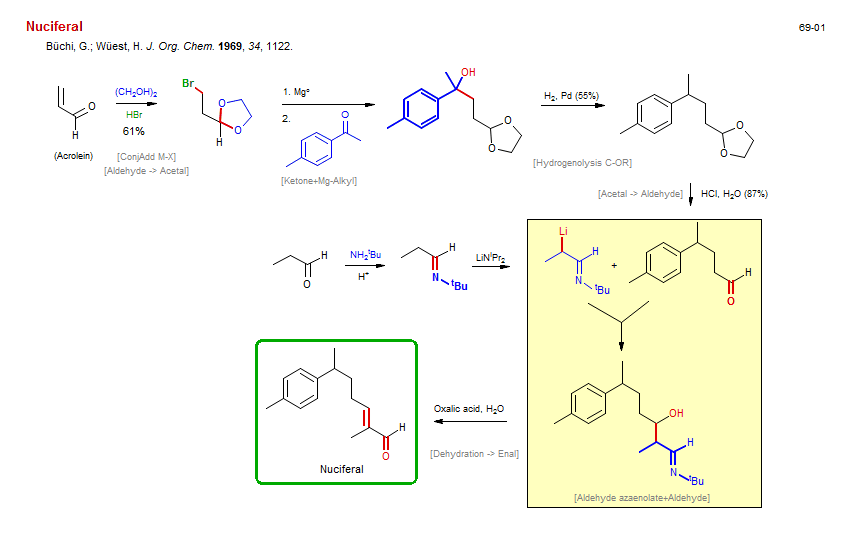 Nuciferal
69-01
Büchi, G.; Wüest, H. J. Org. Chem. 1969, 34, 1122.
O
H
(Acrolein)
(CH2OH)2
HBr
61%
[ConjAdd M-X]
[Aldehyde -> Acetal]
Br
O
O
H
1. Mg°
2.
O
[Ketone+Mg-Alkyl]
OH
O
O
H2, Pd (55%)
[Hydrogenolysis C-OR]
O
O
[Acetal -> Aldehyde]
HCl, H2O (87%)
H
O
NH2tBu
H+
H
N
tBu
LiNiPr2
Li
H
N
tBu
+
H
O
OH
H
N
tBu
[Aldehyde azaenolate+Aldehyde]
Oxalic acid, H2O
[Dehydration -> Enal]
H
O
Nuciferal